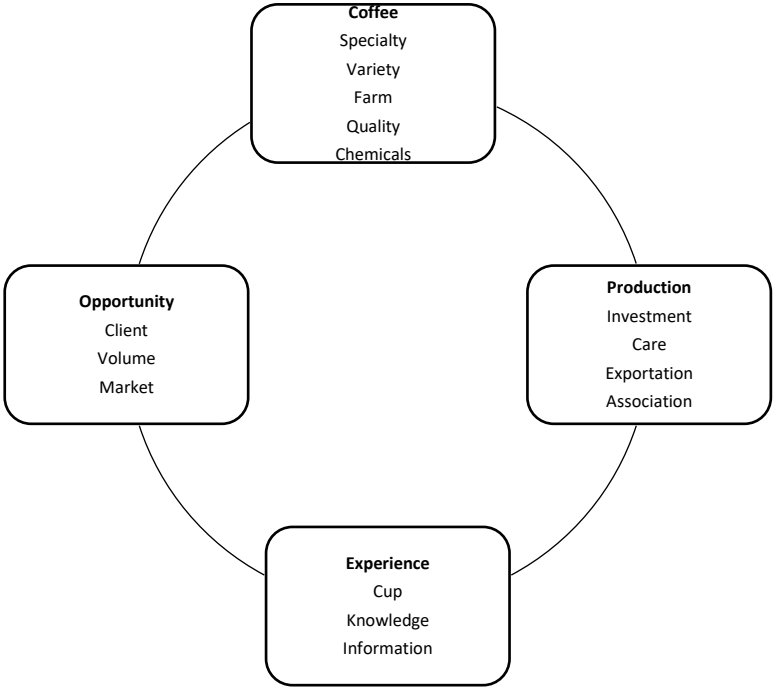 Coffee
Specialty
Variety
Farm
Quality
Chemicals
Opportunity
Client
Volume
Market
Production
Investment
Care
Exportation
Association
Experience
Cup
Knowledge
Information